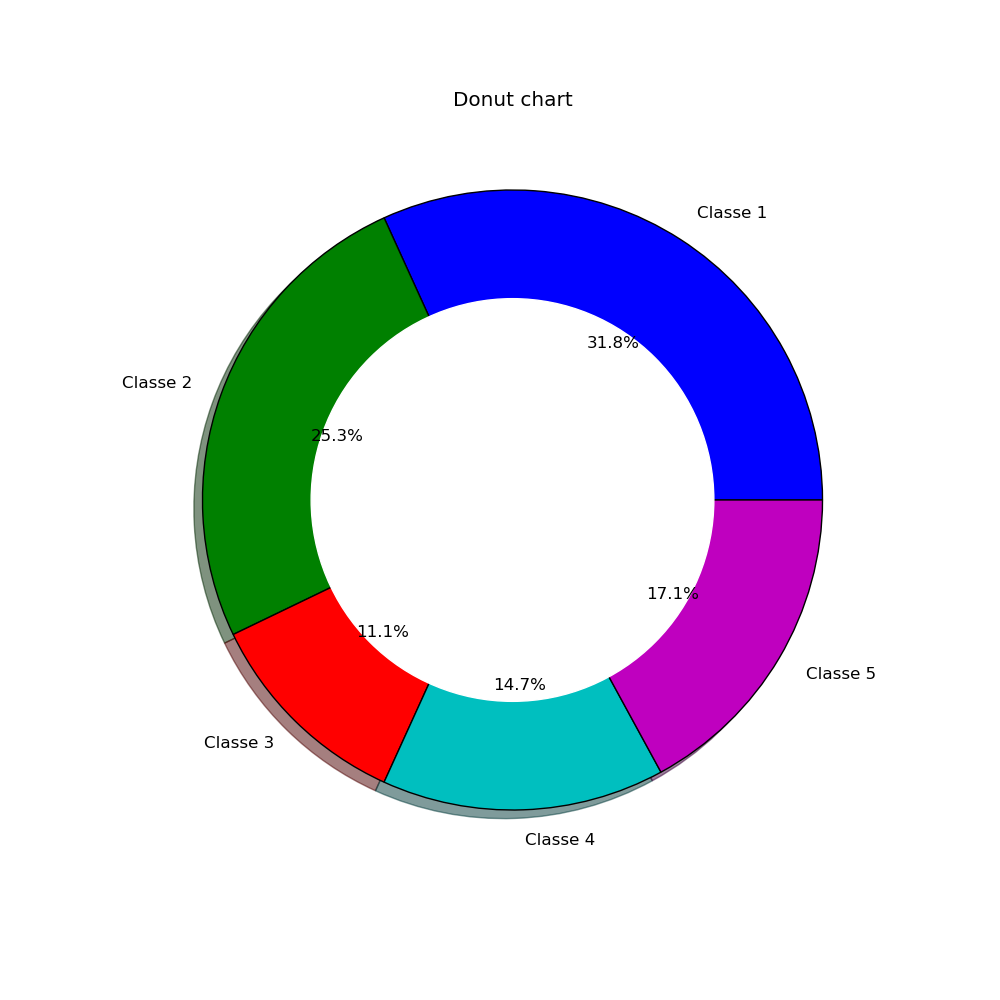 Donut chart
Classe 1
31.8%
Classe 2
25.3%
Classe 3
11.1%
Classe 4
14.7%
Classe 5
17.1%